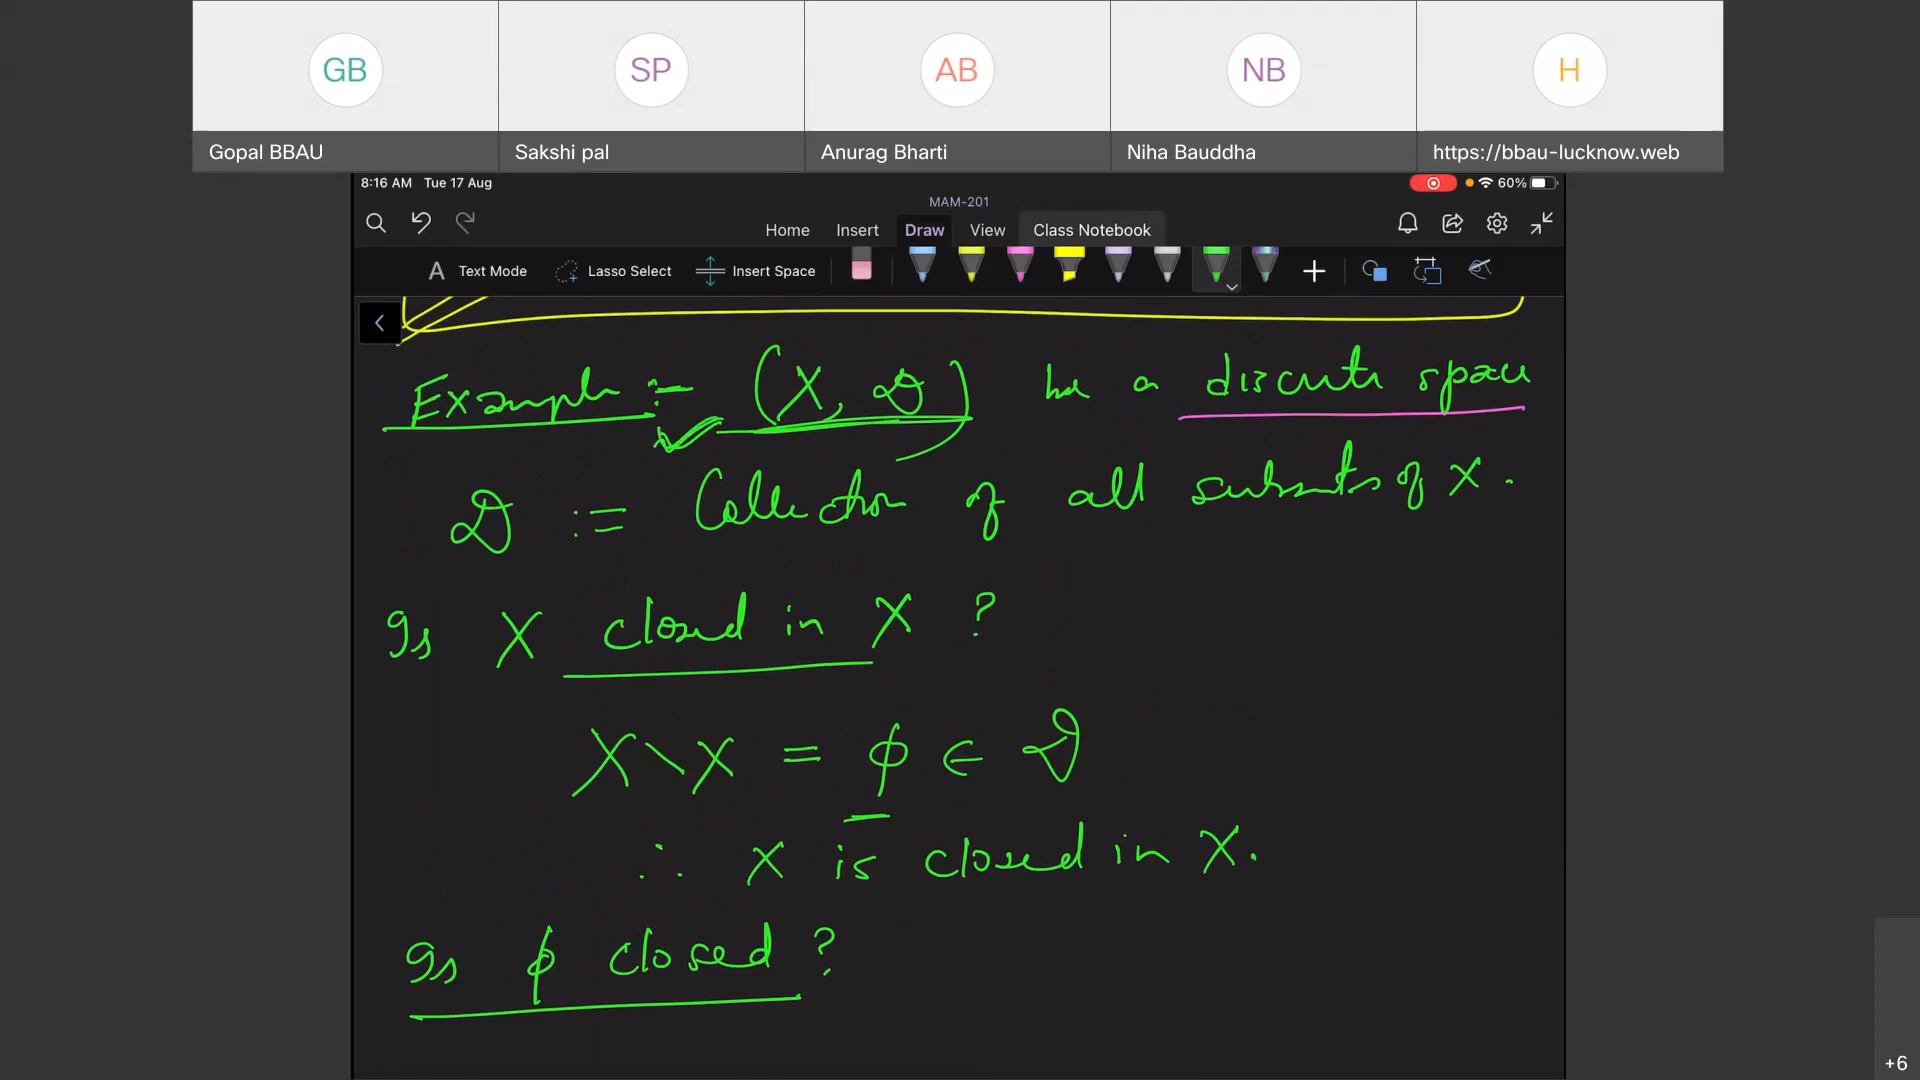 GB
SP
AB
NB
H
Gopal BBAU
Sakshi pal
Anurag Bharti
Niha Bauddha
https://bbau-lucknow.web
8:16 AM Tue 17 Aug
60%
MAM-201
Home Insert Draw View Class Notebook
A Text Mode Lasso Select Insert Space
Example :- (X, 𝒟) be a discrete space
𝒟 := Collection of all subsets of X.
Is X closed in X ?
X \ X = ϕ ∈ 𝒟
∴ X is closed in X.
Is ϕ closed ?
+6